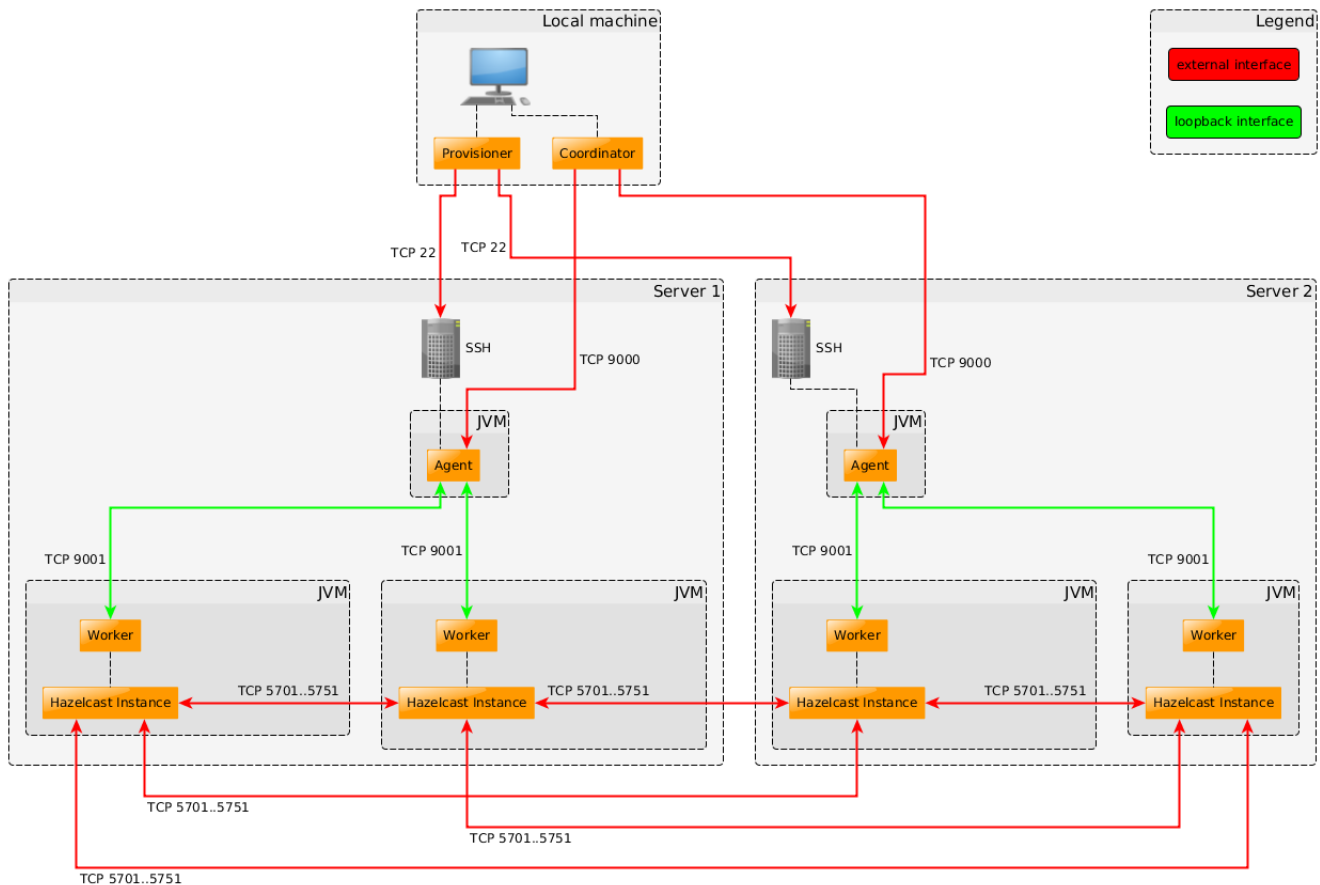 Local machine
Legend
external interface
loopback interface
Provisioner
Coordinator
TCP 22
TCP 22
Server 1
Server 2
SSH
SSH
TCP 9000
TCP 9000
JVM
JVM
Agent
Agent
TCP 9001
TCP 9001
TCP 9001
TCP 9001
JVM
JVM
JVM
JVM
Worker
Worker
Worker
Worker
Hazelcast Instance
TCP 5701..5751
Hazelcast Instance
TCP 5701..5751
Hazelcast Instance
TCP 5701..5751
Hazelcast Instance
TCP 5701..5751
TCP 5701..5751
TCP 5701..5751